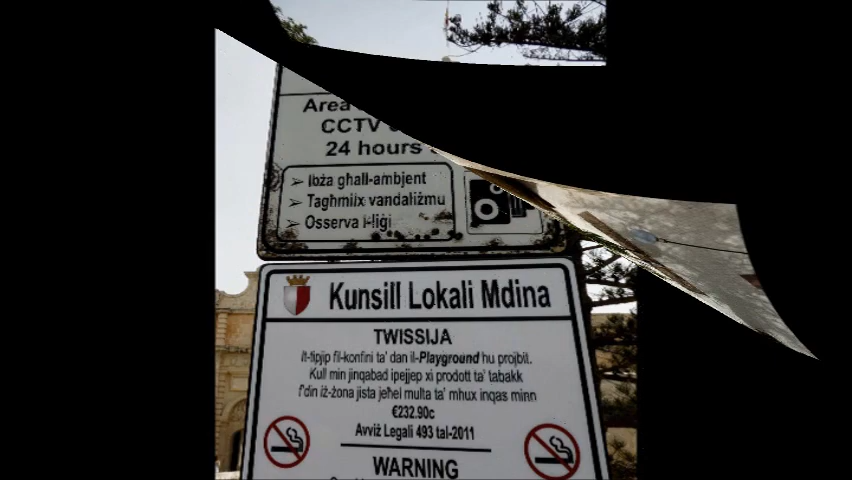 Area
CCTV
24 hours
➢ Ibża għall-ambjent
➢ Tagħmilx vandaliżmu
➢ Osserva l-liġi
Kunsill Lokali Mdina
TWISSIJA
It-tipjip fil-konfini ta' dan il-Playground hu projbit.
Kull min jinqabad ipejjep xi prodott ta' tabakk
f'din iż-żona jista jeħel multa ta' mhux inqas minn
€232.90c
Avviż Legali 493 tal-2011
WARNING